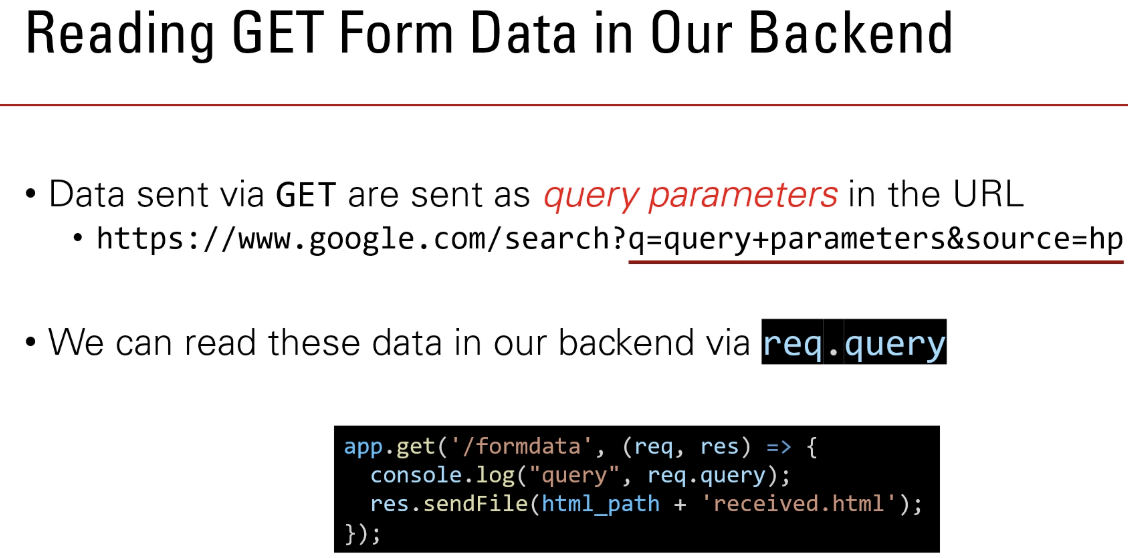 Reading GET Form Data in Our Backend
• Data sent via GET are sent as query parameters in the URL
• https://www.google.com/search?q=query+parameters&source=hp
• We can read these data in our backend via req.query
app.get('/formdata', (req, res) => {
  console.log("query", req.query);
  res.sendFile(html_path + 'received.html');
});